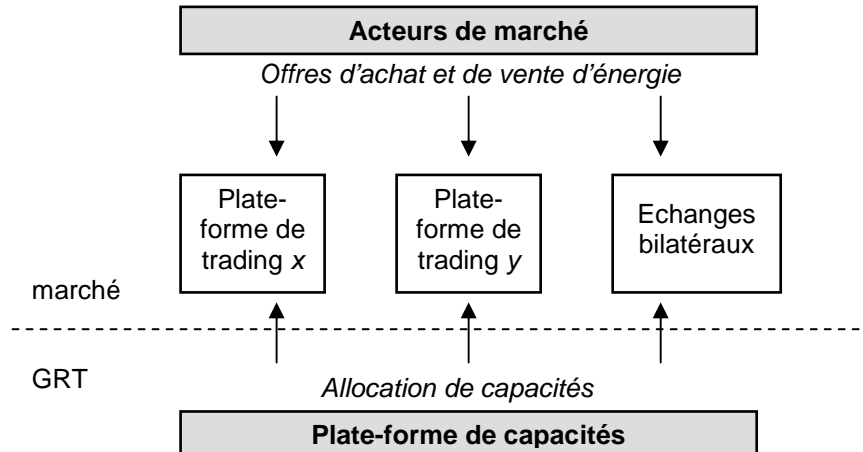 Acteurs de marché
Offres d'achat et de vente d'énergie
Plate-
forme de
trading x
Plate-
forme de
trading y
Echanges
bilatéraux
marché
GRT
Allocation de capacités
Plate-forme de capacités